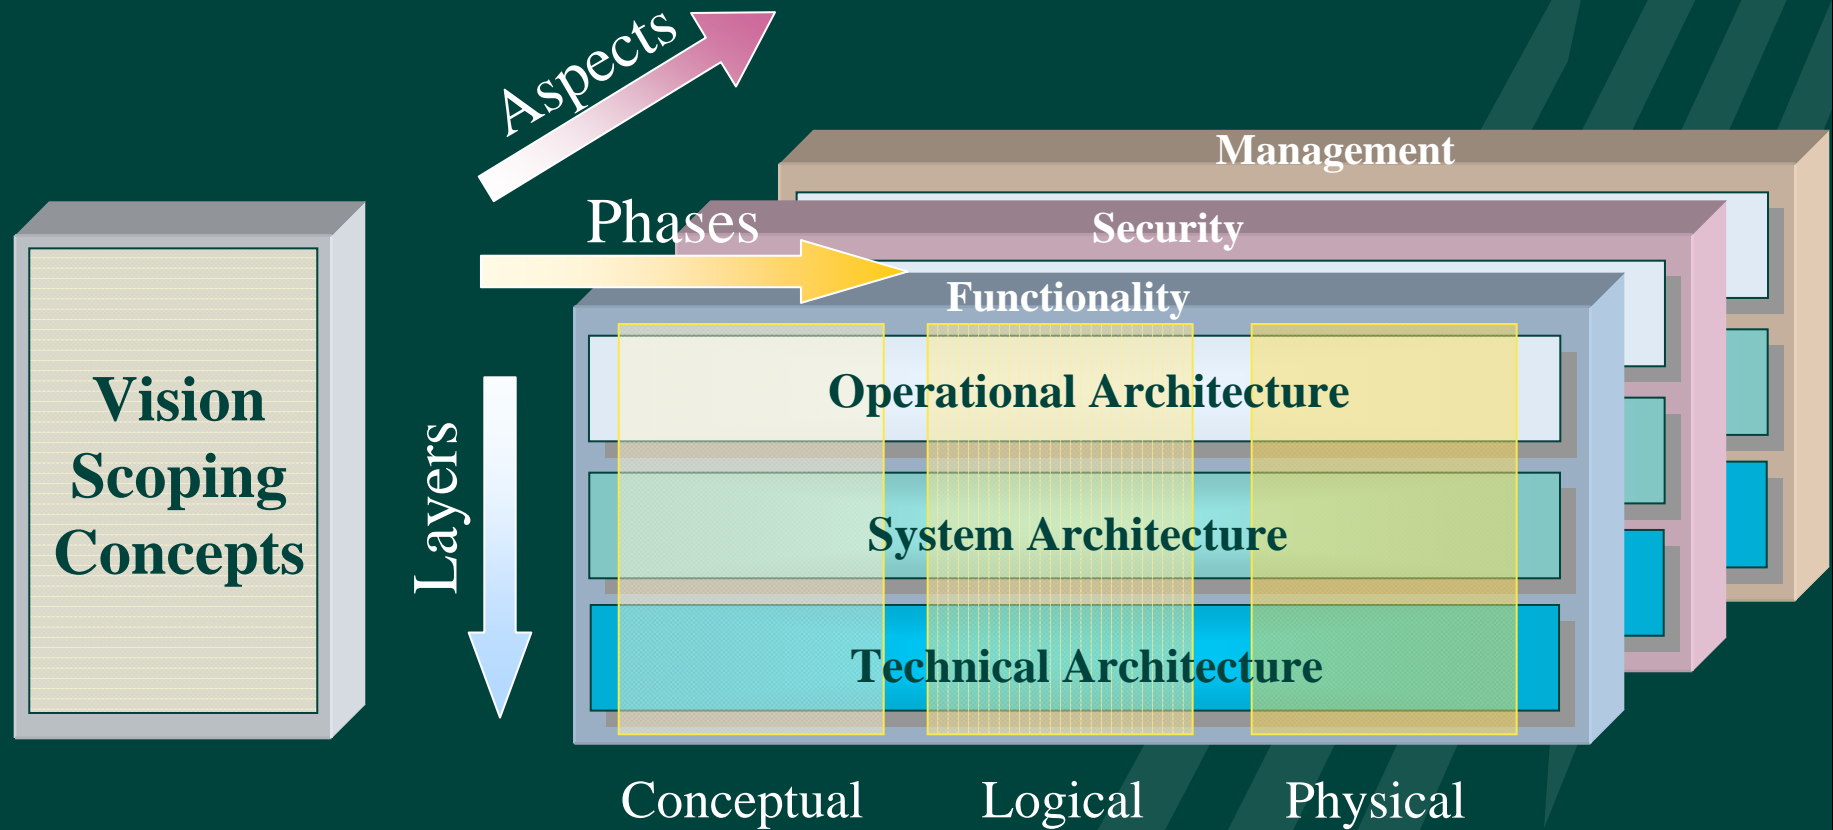 Aspects
Management
Phases
Security
Functionality
Vision
Scoping
Concepts
Layers
Operational Architecture
System Architecture
Technical Architecture
Conceptual
Logical
Physical